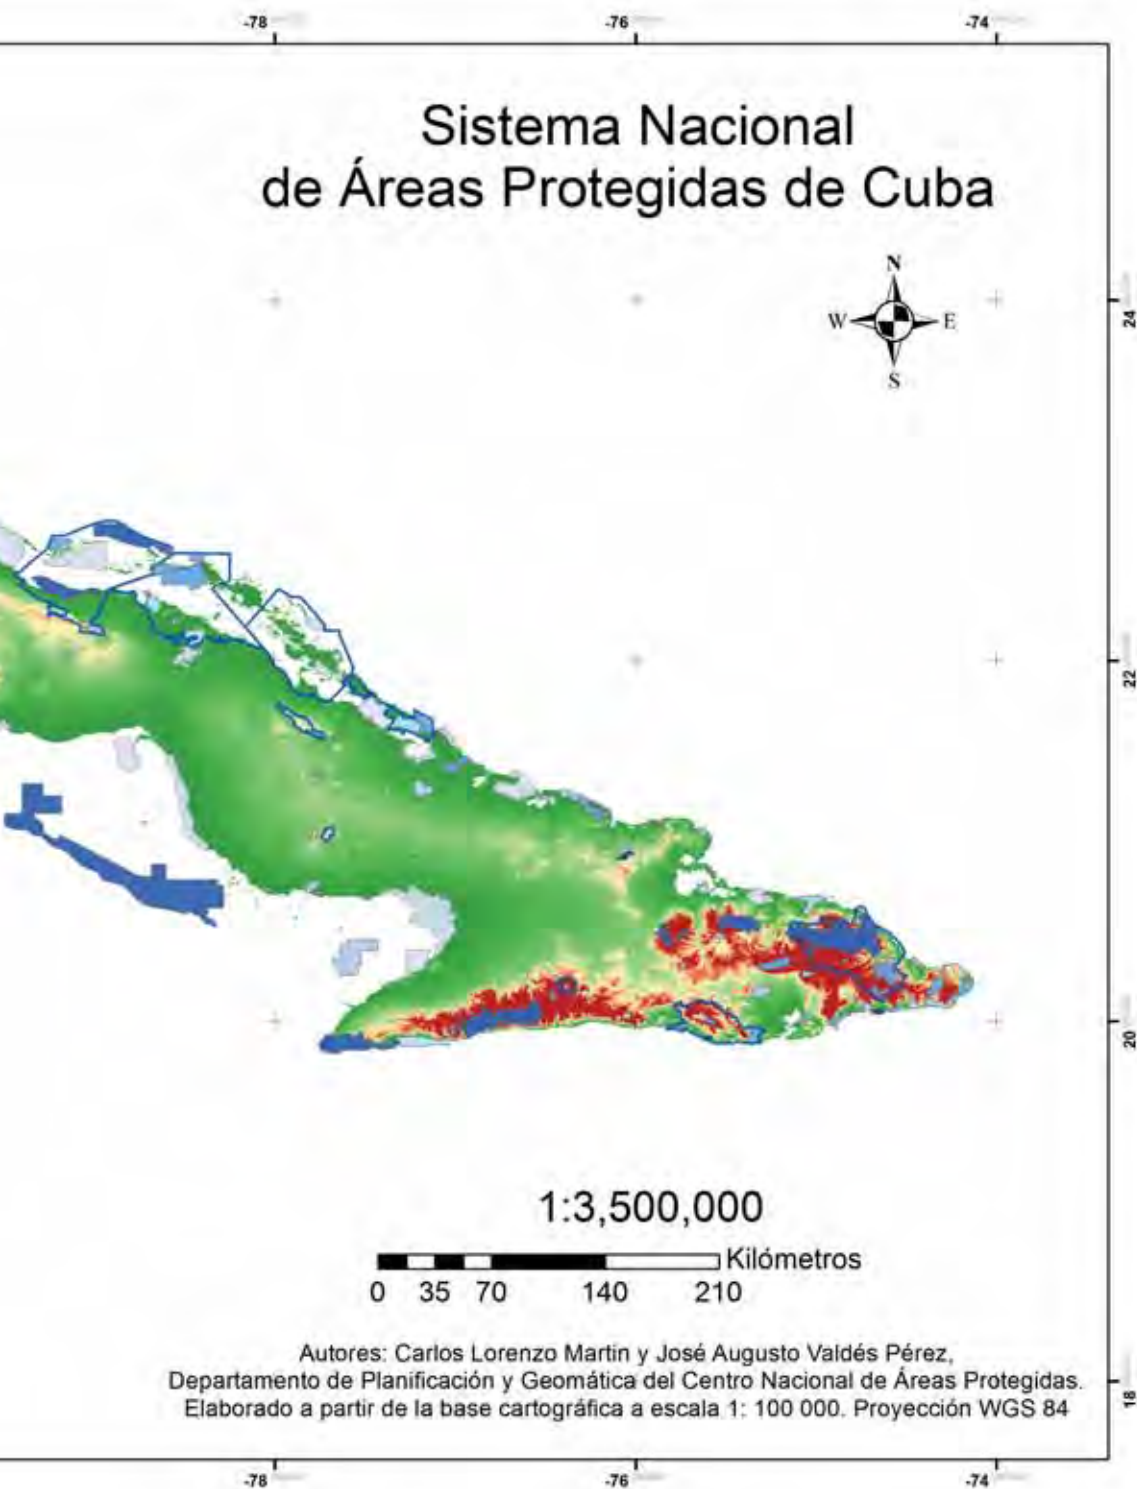 -78 -76 -74
Sistema Nacional
de Áreas Protegidas de Cuba
N
W E
S
24
22
20
1:3,500,000
Kilómetros
0 35 70 140 210
Autores: Carlos Lorenzo Martin y José Augusto Valdés Pérez,
Departamento de Planificación y Geomática del Centro Nacional de Áreas Protegidas.
Elaborado a partir de la base cartográfica a escala 1: 100 000. Proyección WGS 84
18
-78 -76 -74